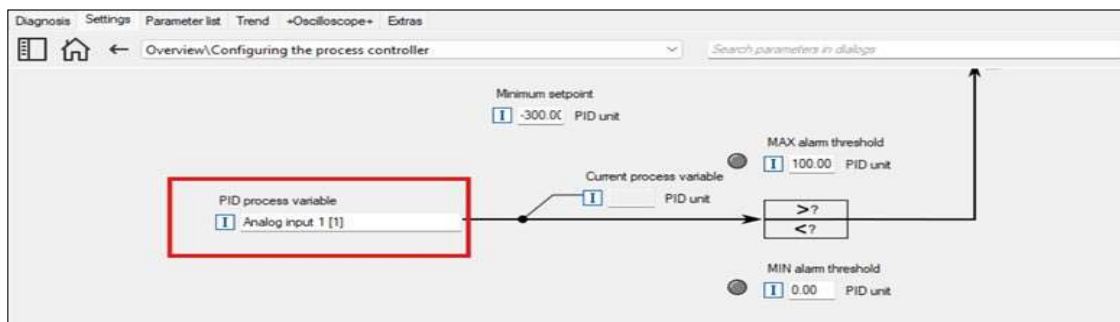 Diagnosis Settings Parameter list Trend +Oscilloscope+ Extras
Overview\Configuring the process controller
Search parameters in dialogs
Minimum setpoint
I -300.00 PID unit
MAX alarm threshold
I 100.00 PID unit
Current process variable
I PID unit
PID process variable
I Analog input 1 [1]
>?
<?
MIN alarm threshold
I 0.00 PID unit